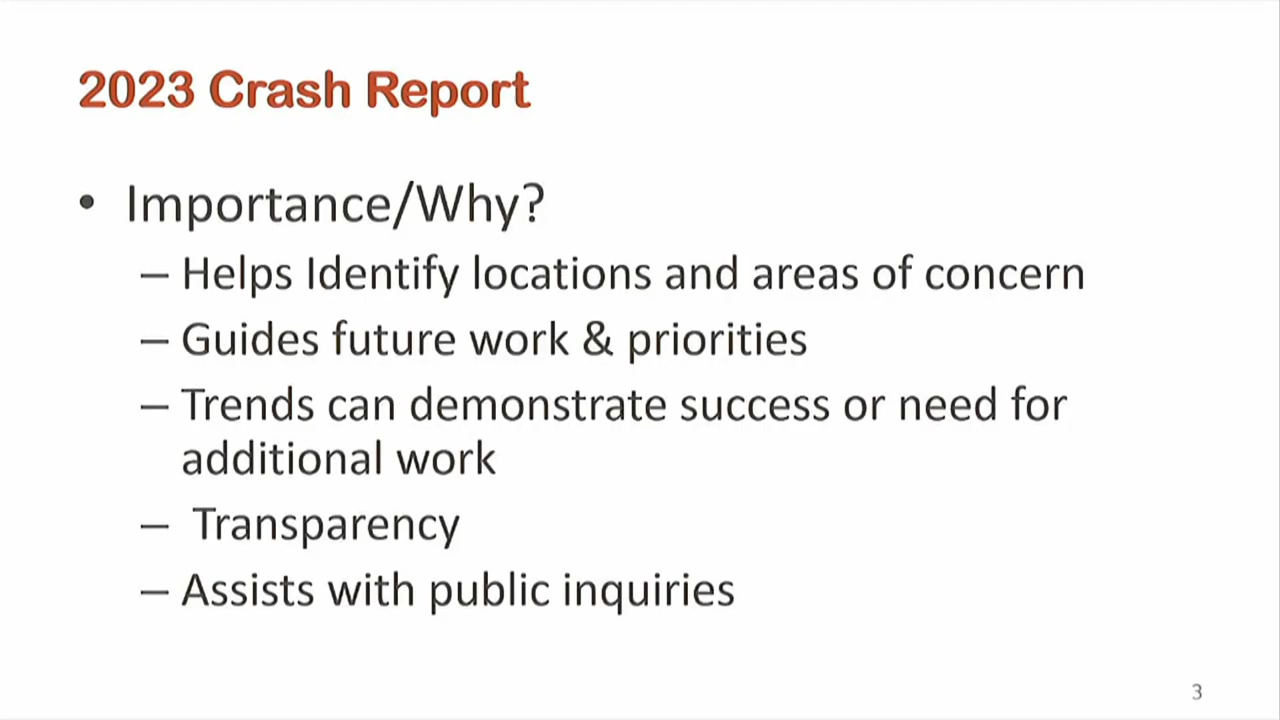 2023 Crash Report
• Importance/Why?
– Helps Identify locations and areas of concern
– Guides future work & priorities
– Trends can demonstrate success or need for
additional work
– Transparency
– Assists with public inquiries
3